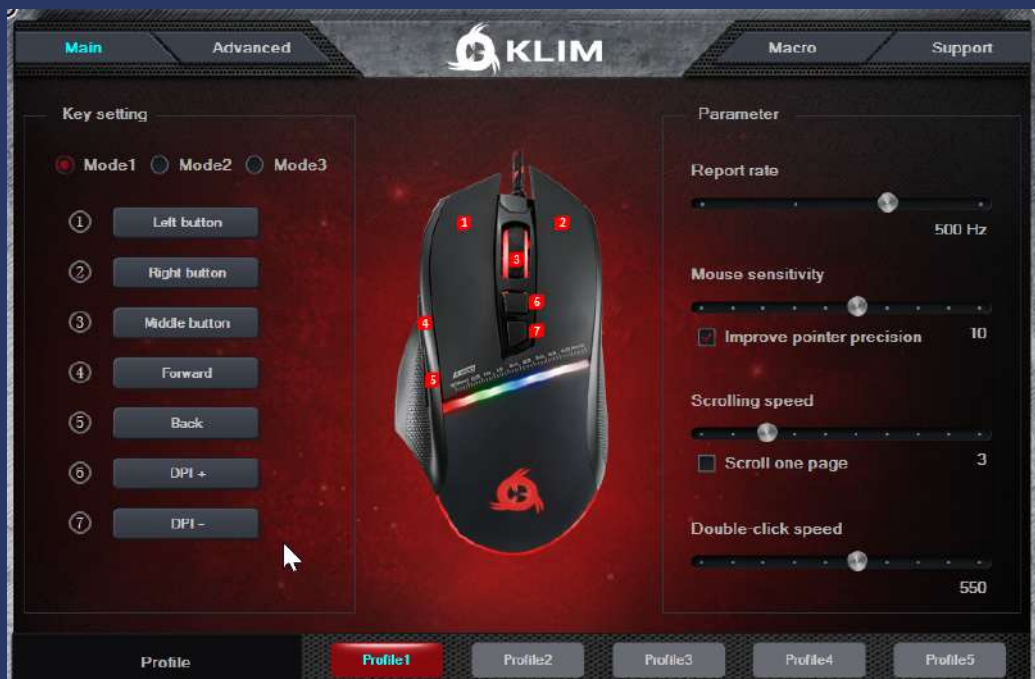 Main
Advanced
KLIM
Macro
Support
Key setting
Mode1
Mode2
Mode3
1
Left button
2
Right button
3
Middle button
4
Forward
5
Back
6
DPI +
7
DPI -
1
2
3
6
7
4
5
Parameter
Report rate
500 Hz
Mouse sensitivity
Improve pointer precision
10
Scrolling speed
Scroll one page
3
Double-click speed
550
Profile
Profile1
Profile2
Profile3
Profile4
Profile5